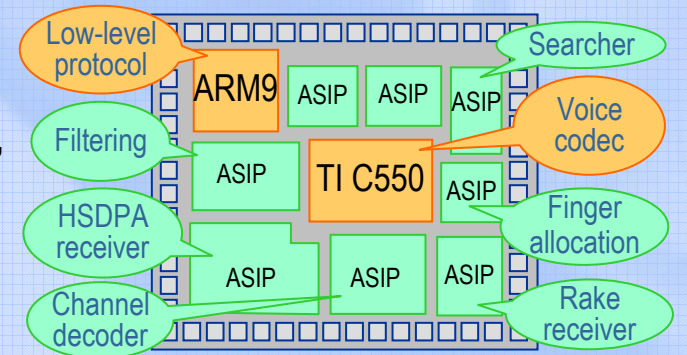 Low-level
protocol
ARM9
ASIP
ASIP
ASIP
Searcher
Voice
codec
Filtering
,
ASIP
TI C550
ASIP
HSDPA
receiver
Finger
allocation
ASIP
ASIP
ASIP
Channel
decoder
Rake
receiver